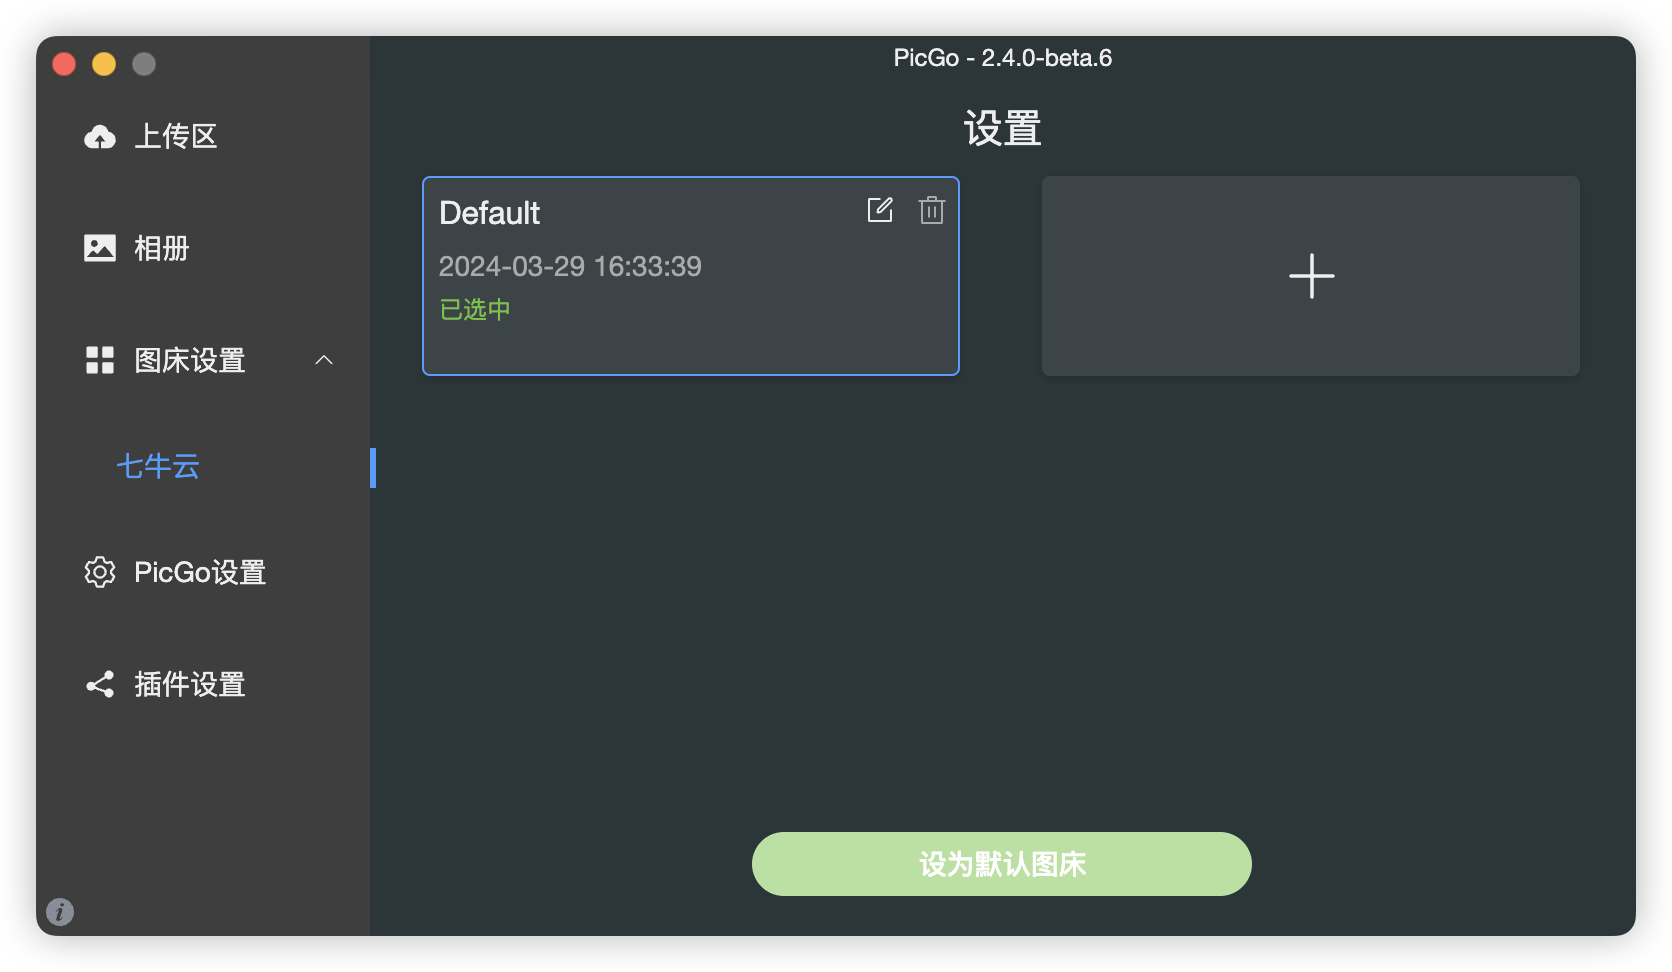 PicGo - 2.4.0-beta.6
上传区
相册
图床设置
七牛云
PicGo设置
插件设置
设置
Default
2024-03-29 16:33:39
已选中
设为默认图床